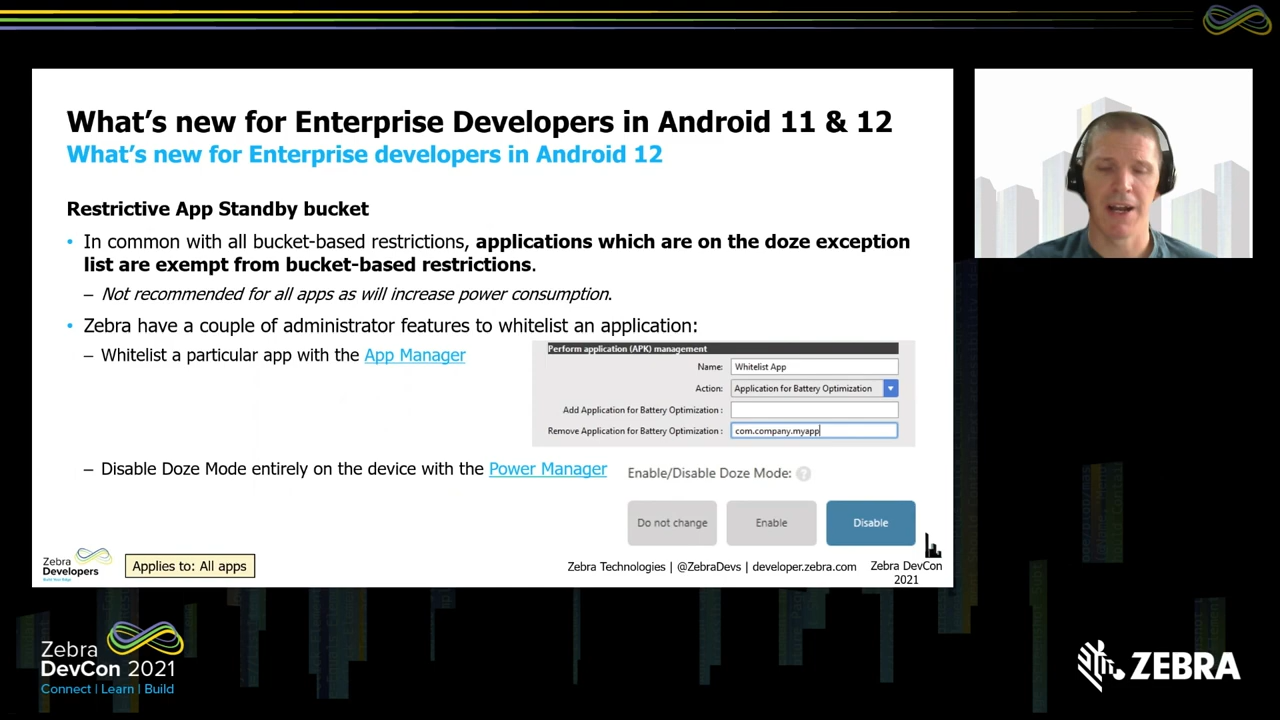 What's new for Enterprise Developers in Android 11 & 12
What's new for Enterprise developers in Android 12
Restrictive App Standby bucket
• In common with all bucket-based restrictions, applications which are on the doze exception
list are exempt from bucket-based restrictions.
– Not recommended for all apps as will increase power consumption.
• Zebra have a couple of administrator features to whitelist an application:
– Whitelist a particular app with the App Manager
Perform application (APK) management
Name: Whitelist App
Action: Application for Battery Optimization
Add Application for Battery Optimization :
Remove Application for Battery Optimization : com.company.myapp
– Disable Doze Mode entirely on the device with the Power Manager
Enable/Disable Doze Mode: ?
Do not change Enable Disable
Zebra
Developers
Applies to: All apps
Zebra Technologies | @ZebraDevs | developer.zebra.com
Zebra DevCon
2021
Zebra
DevCon 2021
Connect | Learn | Build
ZEBRA